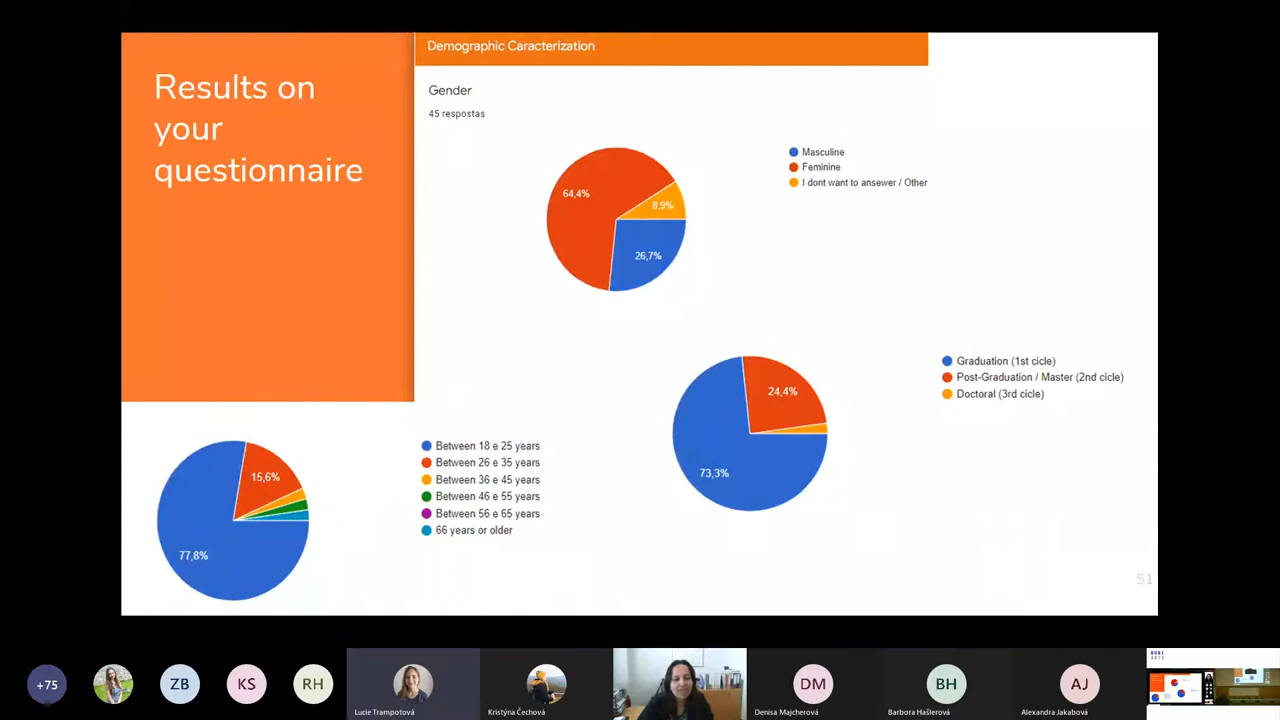 Results on
your
questionnaire
Demographic Caracterization
Gender
45 respostas
64,4%
8,9%
26,7%
Masculine
Feminine
I dont want to ansewer / Other
24,4%
73,3%
Graduation (1st cicle)
Post-Graduation / Master (2nd cicle)
Doctoral (3rd cicle)
15,6%
77,8%
Between 18 e 25 years
Between 26 e 35 years
Between 36 e 45 years
Between 46 e 55 years
Between 56 e 65 years
66 years or older
51
+75
ZB
KS
RH
Lucie Trampotová
Kristýna Čechová
DM
Denisa Majcherová
BH
Barbora Hašlerová
AJ
Alexandra Jakabová
MUNI
ARTS